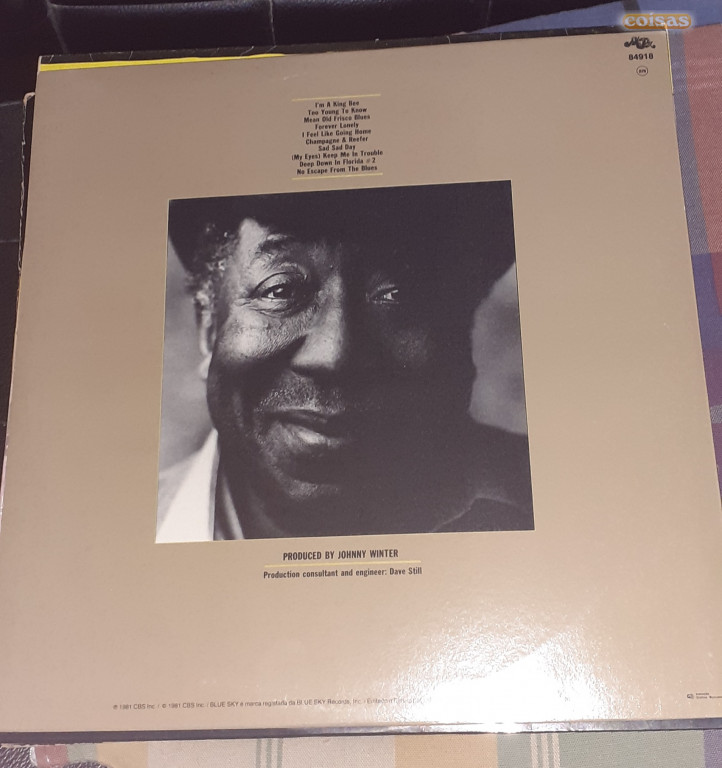 coisas
84918
I'm A King Bee
Too Young To Know
Mean Old Frisco Blues
Forever Lonely
I Feel Like Going Home
Champagne & Reefer
Sad Sad Day
(My Eyes) Keep Me In Trouble
Deep Down In Florida # 2
No Escape From The Blues
PRODUCED BY JOHNNY WINTER
Production consultant and engineer: Dave Still
℗ 1981 CBS Inc. / © 1981 CBS Inc. / BLUE SKY é marca registada da BLUE SKY Records, Inc. /